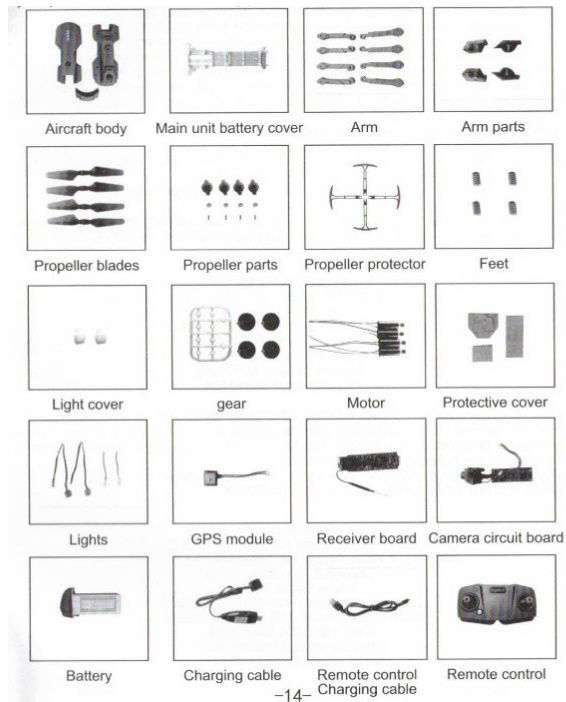 Aircraft body
Main unit battery cover
Arm
Arm parts
Propeller blades
Propeller parts
Propeller protector
Feet
Light cover
gear
Motor
Protective cover
Lights
GPS module
Receiver board
Camera circuit board
Battery
Charging cable
Remote control
Charging cable
Remote control
-14-